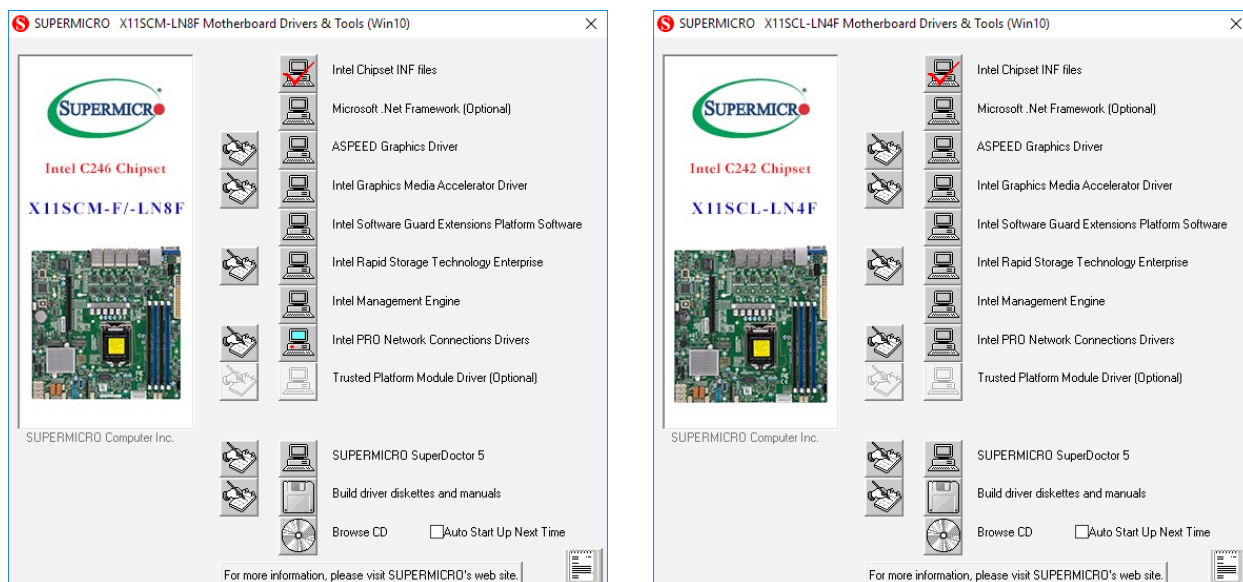 SUPERMICRO X11SCM-LN8F Motherboard Drivers & Tools (Win10)
SUPERMICRO
Intel C246 Chipset
X11SCM-F/-LN8F
SUPERMICRO Computer Inc.
Intel Chipset INF files
Microsoft .Net Framework (Optional)
ASPEED Graphics Driver
Intel Graphics Media Accelerator Driver
Intel Software Guard Extensions Platform Software
Intel Rapid Storage Technology Enterprise
Intel Management Engine
Intel PRO Network Connections Drivers
Trusted Platform Module Driver (Optional)
SUPERMICRO SuperDoctor 5
Build driver diskettes and manuals
Browse CD Auto Start Up Next Time
For more information, please visit SUPERMICRO's web site.
SUPERMICRO X11SCL-LN4F Motherboard Drivers & Tools (Win10)
SUPERMICRO
Intel C242 Chipset
X11SCL-LN4F
SUPERMICRO Computer Inc.
Intel Chipset INF files
Microsoft .Net Framework (Optional)
ASPEED Graphics Driver
Intel Graphics Media Accelerator Driver
Intel Software Guard Extensions Platform Software
Intel Rapid Storage Technology Enterprise
Intel Management Engine
Intel PRO Network Connections Drivers
Trusted Platform Module Driver (Optional)
SUPERMICRO SuperDoctor 5
Build driver diskettes and manuals
Browse CD Auto Start Up Next Time
For more information, please visit SUPERMICRO's web site.